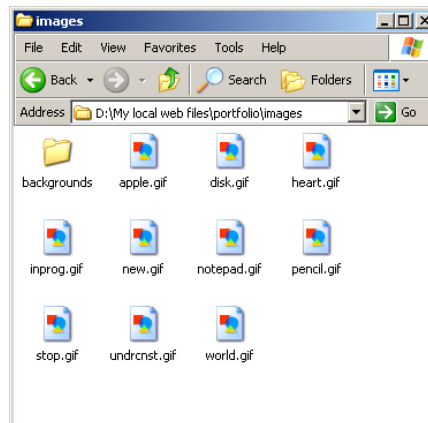 images
File Edit View Favorites Tools Help
Back Search Folders
Address D:\My local web files\portfolio\images Go
backgrounds apple.gif disk.gif heart.gif
inprog.gif new.gif notepad.gif pencil.gif
stop.gif undrcnst.gif world.gif